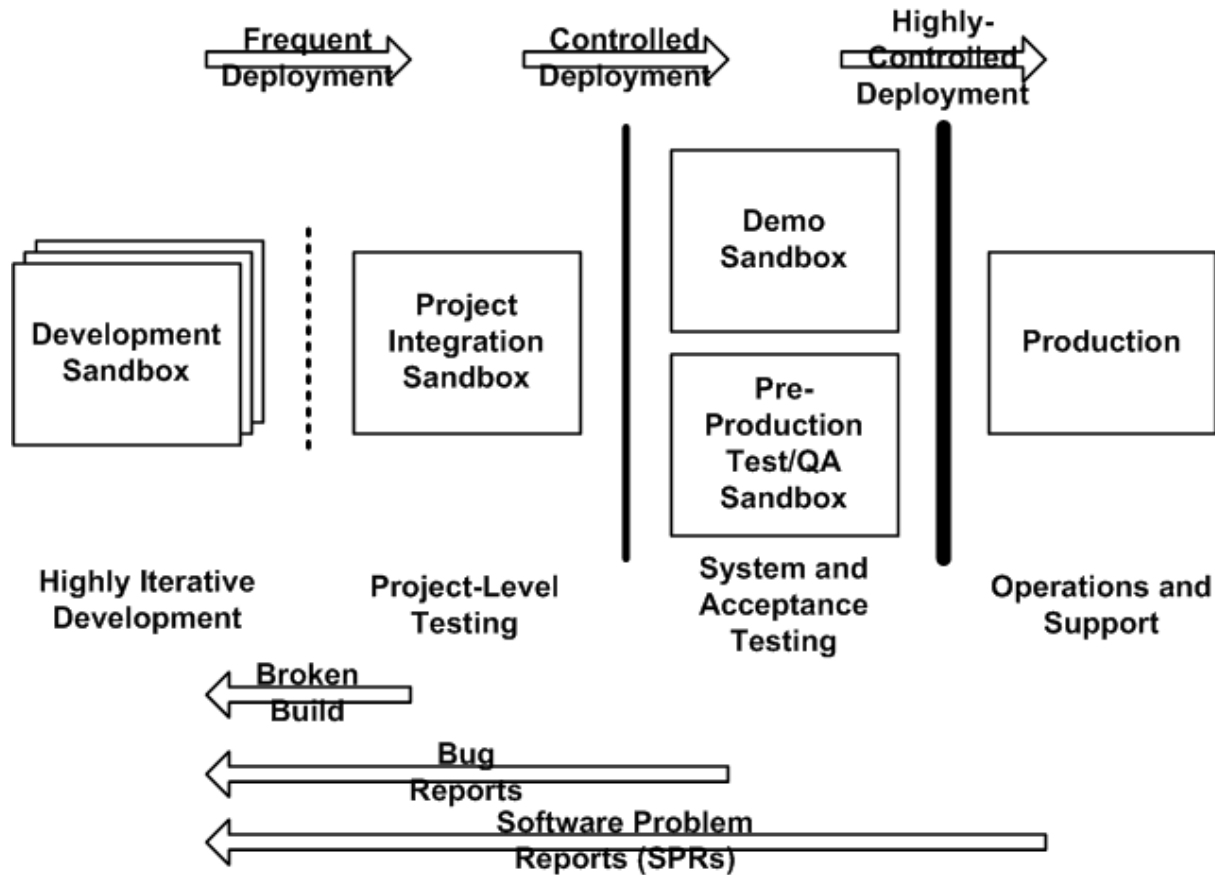 Frequent
Deployment
Controlled
Deployment
Highly-
Controlled
Deployment
Development
Sandbox
Project
Integration
Sandbox
Demo
Sandbox
Pre-
Production
Test/QA
Sandbox
Production
Highly Iterative
Development
Project-Level
Testing
System and
Acceptance
Testing
Operations and
Support
Broken
Build
Bug
Reports
Software Problem
Reports (SPRs)